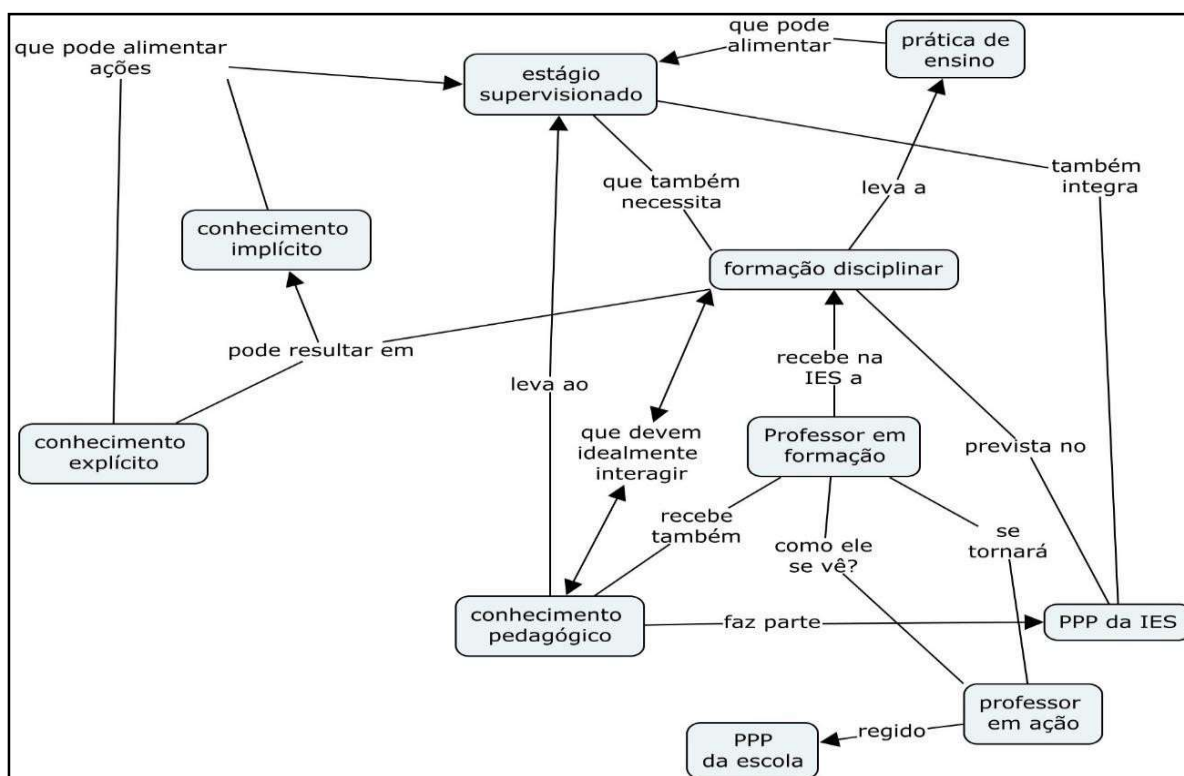 que pode alimentar
ações
que pode
alimentar
prática de
ensino
estágio
supervisionado
que também
necessita
leva a
também
integra
conhecimento
implícito
formação disciplinar
pode resultar em
recebe na
IES a
leva ao
conhecimento
explícito
que devem
idealmente
interagir
Professor em
formação
prevista no
recebe
também
como ele
se vê?
se
tornará
conhecimento
pedagógico
faz parte
PPP da IES
professor
em ação
regido
PPP
da escola